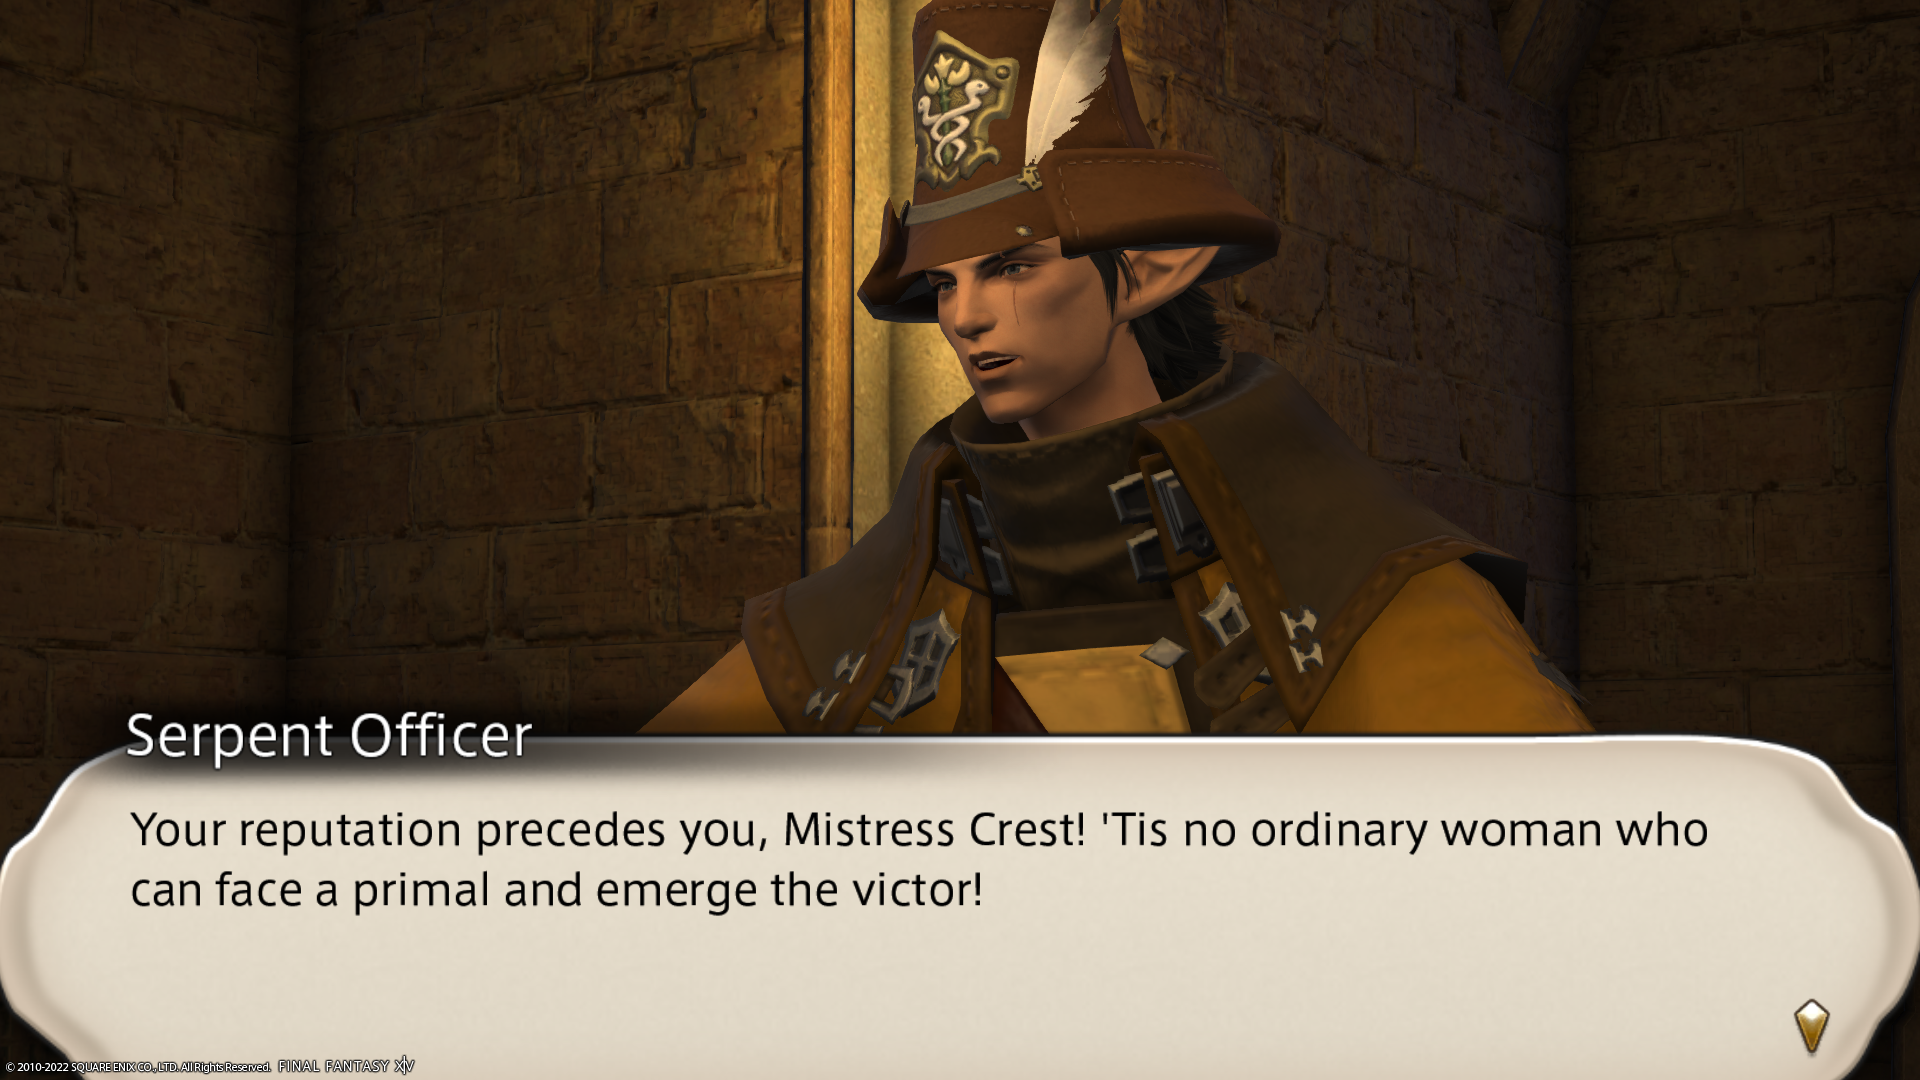 Serpent Officer
Your reputation precedes you, Mistress Crest! 'Tis no ordinary woman who
can face a primal and emerge the victor!
© 2010-2022 SQUARE ENIX CO., LTD. All Rights Reserved. FINAL FANTASY XIV